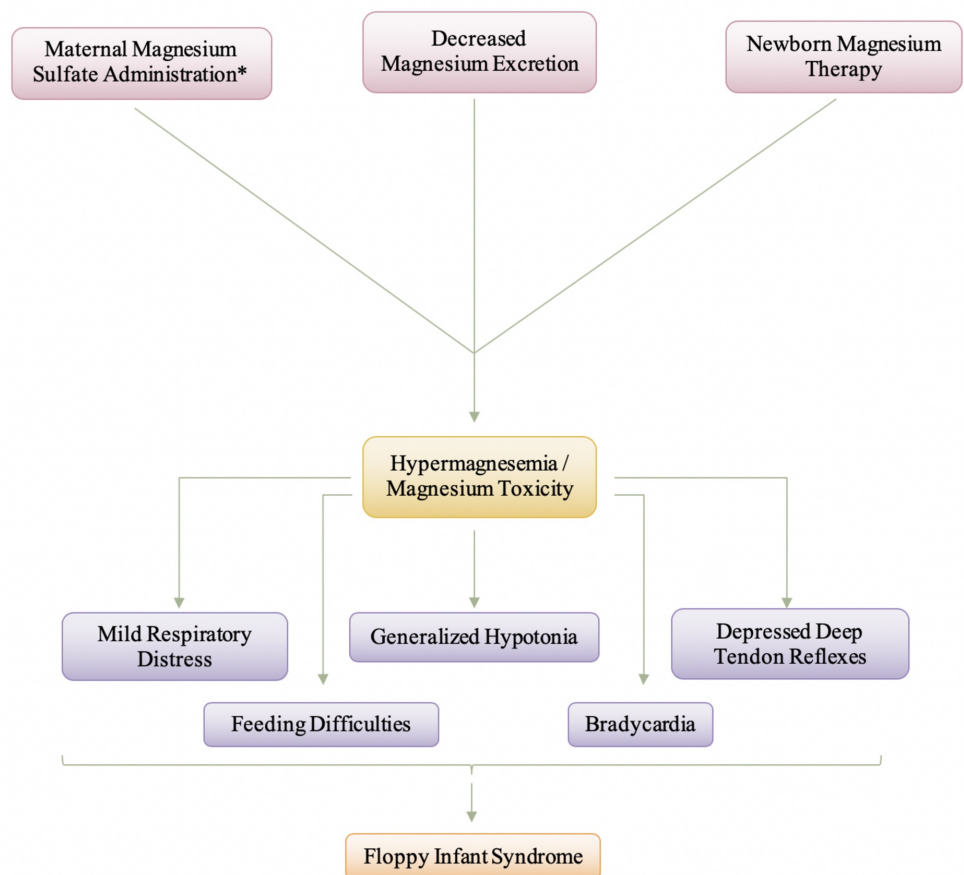 Maternal Magnesium
Sulfate Administration*
Decreased
Magnesium Excretion
Newborn Magnesium
Therapy
Hypermagnesemia /
Magnesium Toxicity
Mild Respiratory
Distress
Generalized Hypotonia
Depressed Deep
Tendon Reflexes
Feeding Difficulties
Bradycardia
Floppy Infant Syndrome